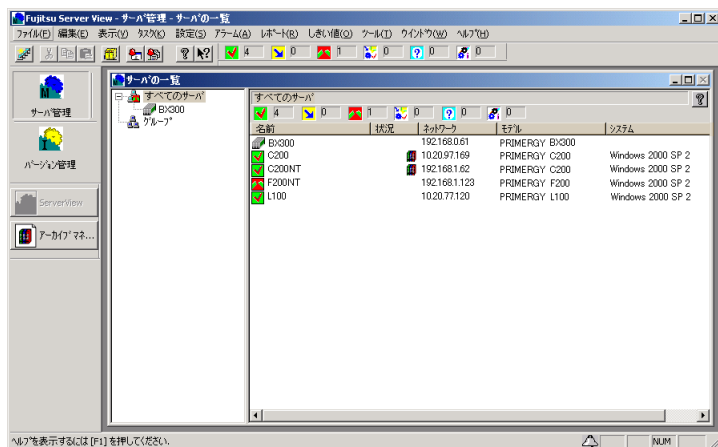 Fujitsu Server View - サーバ管理 - サーバの一覧
ファイル(F) 編集(E) 表示(V) タスク(K) 設定(S) アラーム(A) レポート(R) しきい値(O) ツール(T) ウインドウ(W) ヘルプ(H)
4 0 1 0 0 0
サーバ管理
バージョン管理
ServerView
アーカイブマネ...
サーバの一覧
すべてのサーバ
BX300
グループ
すべてのサーバ
4 0 1 0 0 0
名前 状況 ネットワーク モデル システム
BX300 192.168.0.61 PRIMERGY BX300
C200 10.20.97.169 PRIMERGY C200 Windows 2000 SP 2
C200NT 192.168.1.62 PRIMERGY C200 Windows 2000 SP 2
F200NT 192.168.1.123 PRIMERGY F200 Windows 2000 SP 2
L100 10.20.77.120 PRIMERGY L100 Windows 2000 SP 2
ヘルプを表示するには [F1] を押してください。
NUM